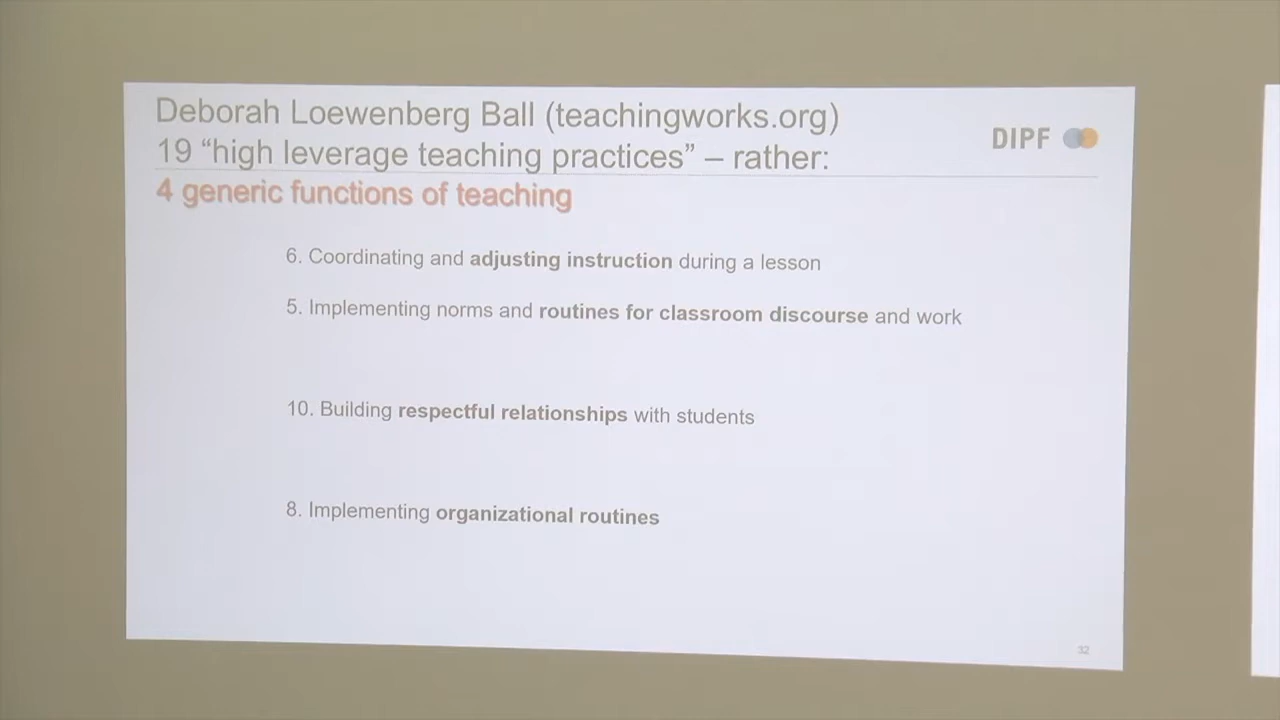 Deborah Loewenberg Ball (teachingworks.org)
19 “high leverage teaching practices” – rather:
DIPF
4 generic functions of teaching
6. Coordinating and adjusting instruction during a lesson
5. Implementing norms and routines for classroom discourse and work
10. Building respectful relationships with students
8. Implementing organizational routines
32